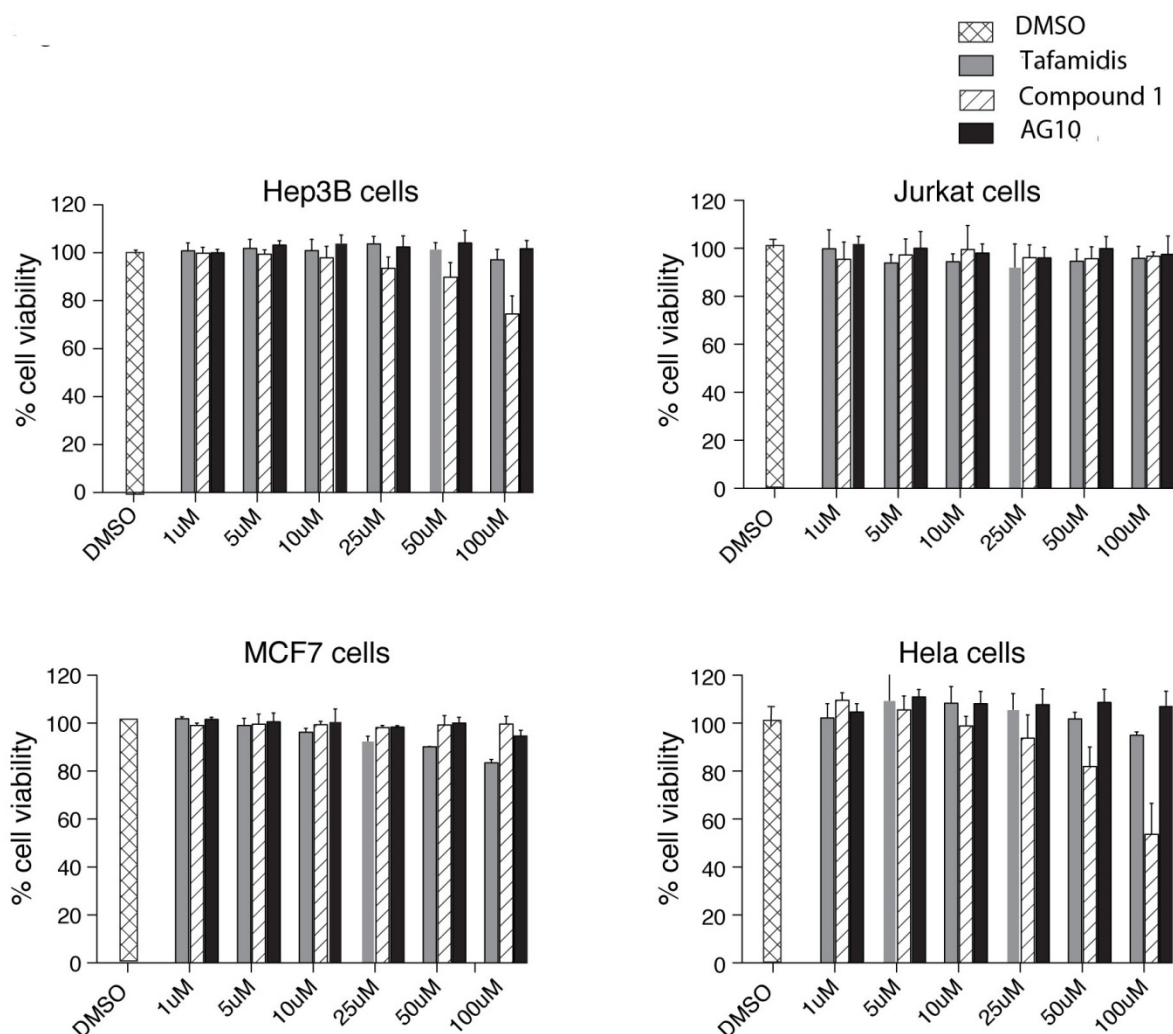 DMSO
Tafamidis
Compound 1
AG10
Hep3B cells
% cell viability
120
100
80
60
40
20
0
DMSO
1uM
5uM
10uM
25uM
50uM
100uM
Jurkat cells
% cell viability
120
100
80
60
40
20
0
DMSO
1uM
5uM
10uM
25uM
50uM
100uM
MCF7 cells
% cell viability
120
100
80
60
40
20
0
DMSO
1uM
5uM
10uM
25uM
50uM
100uM
Hela cells
% cell viability
120
100
80
60
40
20
0
DMSO
1uM
5uM
10uM
25uM
50uM
100uM